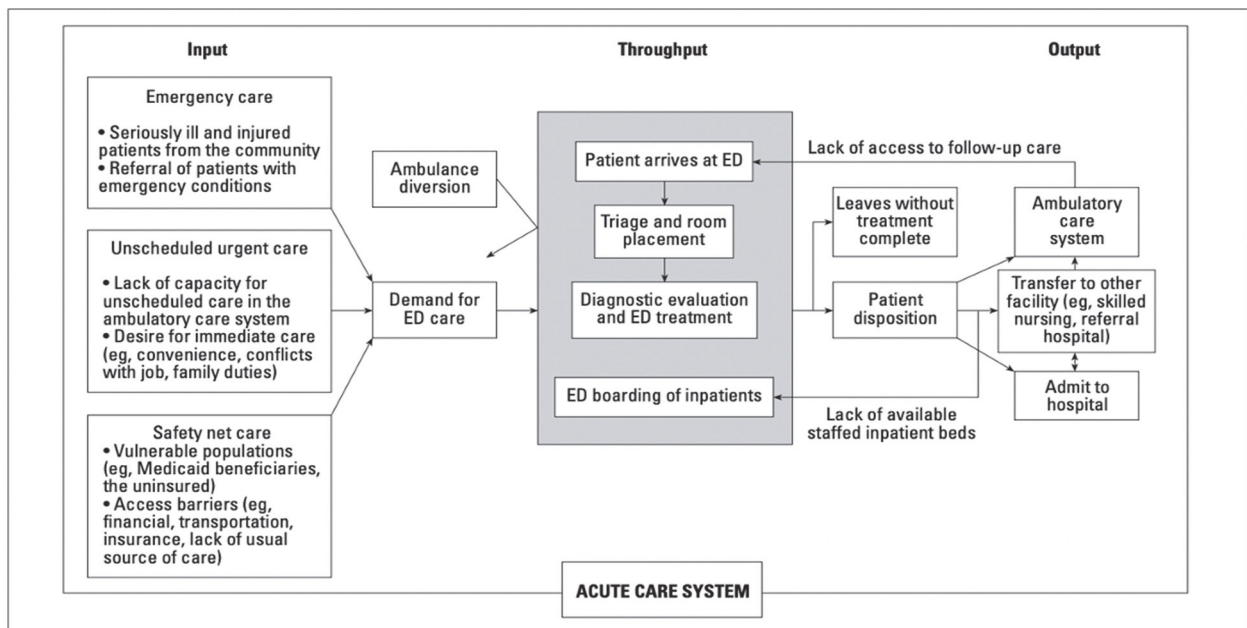 Input
Throughput
Output
Emergency care
• Seriously ill and injured
patients from the community
• Referral of patients with
emergency conditions
Unscheduled urgent care
• Lack of capacity for
unscheduled care in the
ambulatory care system
• Desire for immediate care
(eg, convenience, conflicts
with job, family duties)
Safety net care
• Vulnerable populations
(eg, Medicaid beneficiaries,
the uninsured)
• Access barriers (eg,
financial, transportation,
insurance, lack of usual
source of care)
Ambulance
diversion
Demand for
ED care
Patient arrives at ED
Triage and room
placement
Diagnostic evaluation
and ED treatment
ED boarding of inpatients
Lack of access to follow-up care
Leaves without
treatment
complete
Patient
disposition
Lack of available
staffed inpatient beds
Ambulatory
care
system
Transfer to other
facility (eg, skilled
nursing, referral
hospital)
Admit to
hospital
ACUTE CARE SYSTEM